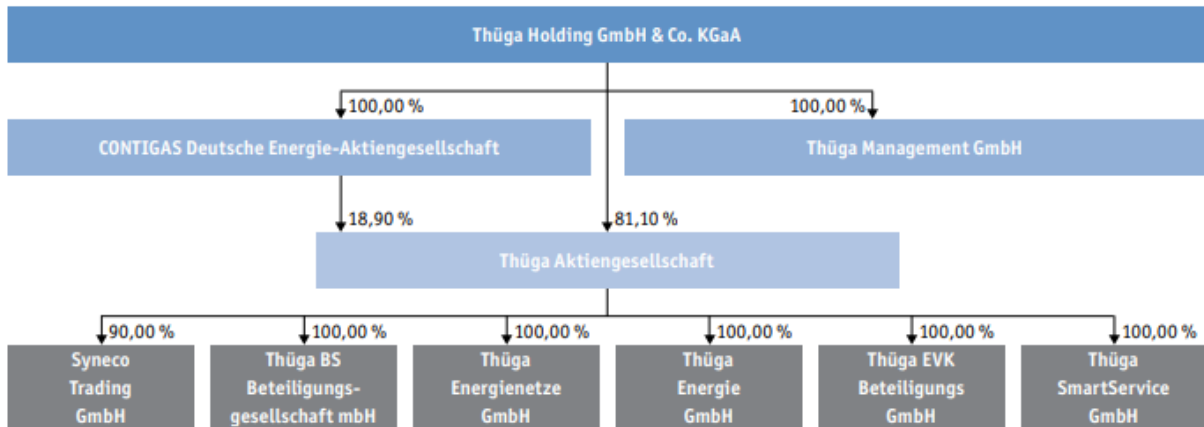 Thüga Holding GmbH & Co. KGaA
100,00 %
100,00 %
CONTIGAS Deutsche Energie-Aktiengesellschaft
Thüga Management GmbH
18,90 %
81,10 %
Thüga Aktiengesellschaft
90,00 %
100,00 %
100,00 %
100,00 %
100,00 %
100,00 %
Syneco
Trading
GmbH
Thüga BS
Beteiligungs-
gesellschaft mbH
Thüga
Energienetze
GmbH
Thüga
Energie
GmbH
Thüga EVK
Beteiligungs
GmbH
Thüga
SmartService
GmbH